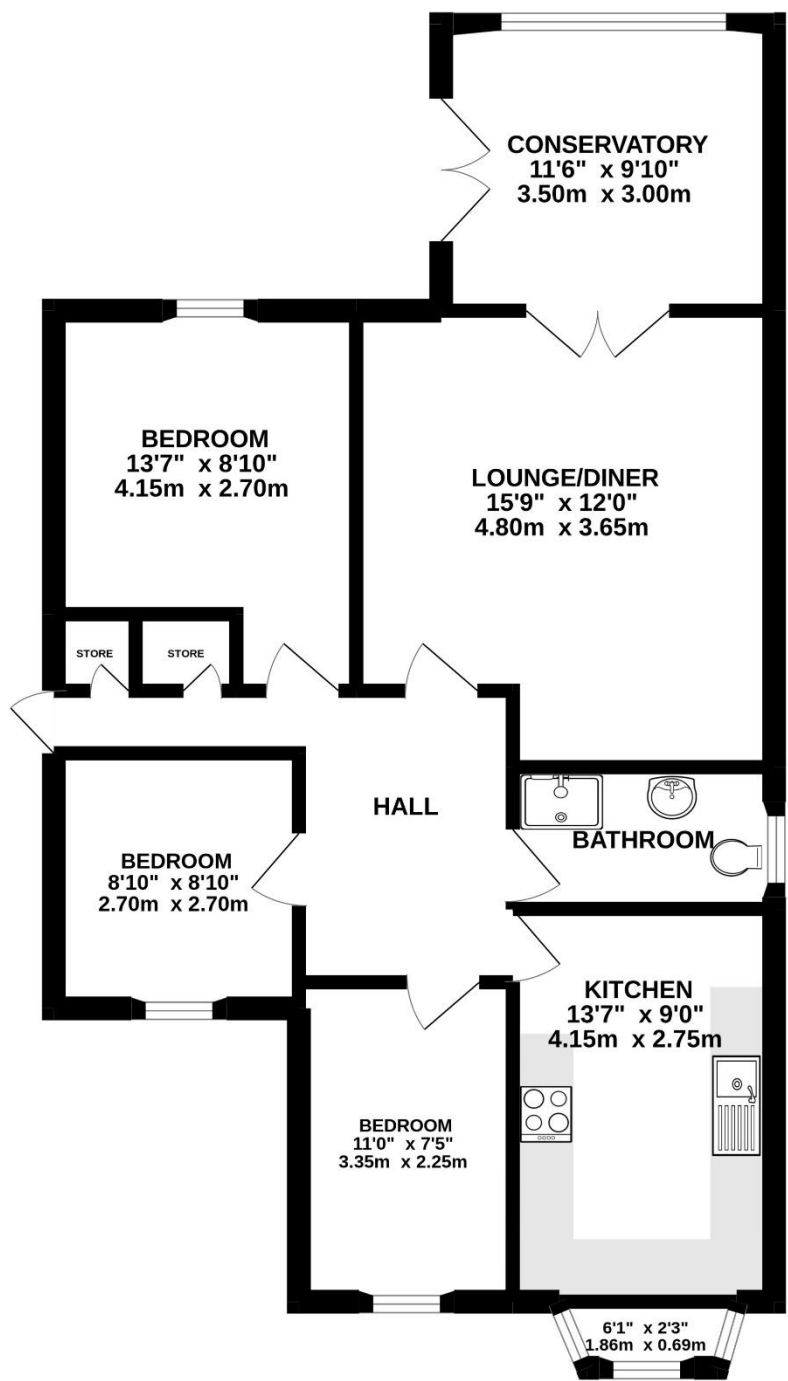 CONSERVATORY
11'6" x 9'10"
3.50m x 3.00m
BEDROOM
13'7" x 8'10"
4.15m x 2.70m
LOUNGE/DINER
15'9" x 12'0"
4.80m x 3.65m
STORE
STORE
HALL
BATHROOM
BEDROOM
8'10" x 8'10"
2.70m x 2.70m
KITCHEN
13'7" x 9'0"
4.15m x 2.75m
BEDROOM
11'0" x 7'5"
3.35m x 2.25m
6'1" x 2'3"
1.86m x 0.69m